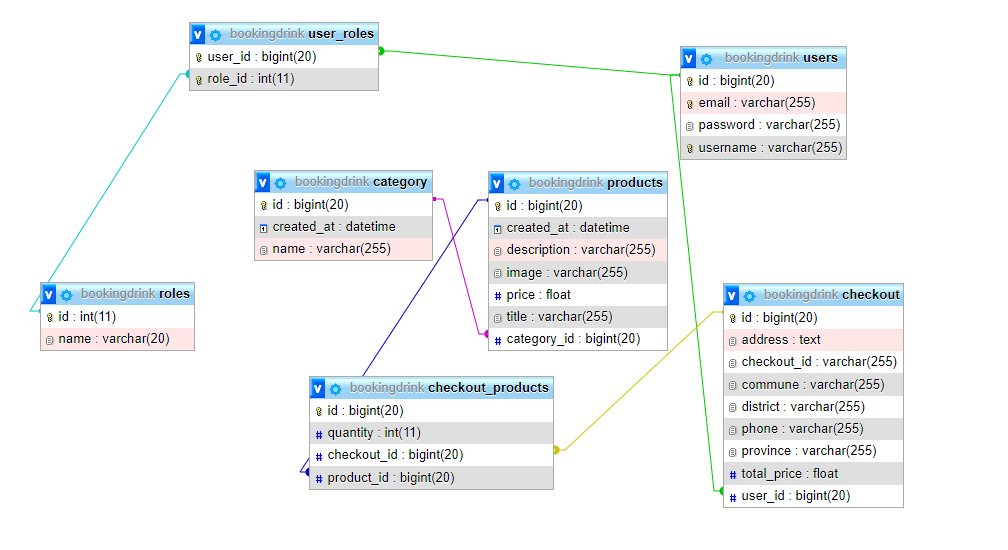 bookingdrink user_roles
user_id : bigint(20)
role_id : int(11)
bookingdrink users
id : bigint(20)
email : varchar(255)
password : varchar(255)
username : varchar(255)
bookingdrink category
id : bigint(20)
created_at : datetime
name : varchar(255)
bookingdrink products
id : bigint(20)
created_at : datetime
description : varchar(255)
image : varchar(255)
# price : float
title : varchar(255)
# category_id : bigint(20)
bookingdrink roles
id : int(11)
name : varchar(20)
bookingdrink checkout
id : bigint(20)
address : text
checkout_id : varchar(255)
commune : varchar(255)
district : varchar(255)
phone : varchar(255)
province : varchar(255)
# total_price : float
# user_id : bigint(20)
bookingdrink checkout_products
id : bigint(20)
# quantity : int(11)
# checkout_id : bigint(20)
# product_id : bigint(20)